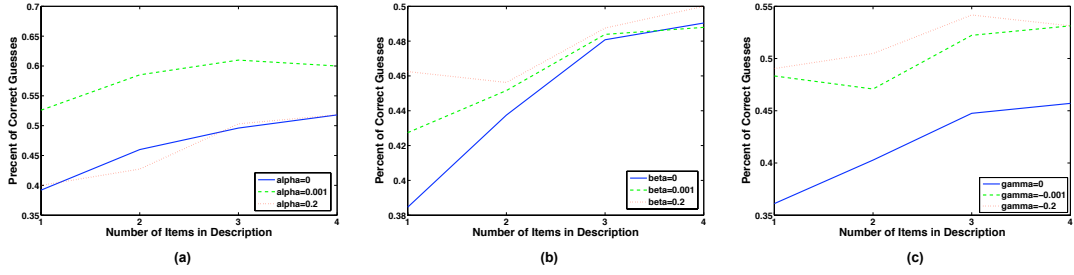 Precent of Correct Guesses
0.7
0.65
0.6
0.55
0.5
0.45
0.4
0.35
1 2 3 4
Number of Items in Description
alpha=0
alpha=0.001
alpha=0.2
(a)
Percent of Correct Guesses
0.5
0.48
0.46
0.44
0.42
0.4
0.38
1 2 3 4
Number of Items in Description
beta=0
beta=0.001
beta=0.2
(b)
Percent of Correct Guesses
0.55
0.5
0.45
0.4
0.35
1 2 3 4
Number of Items in Description
gamma=0
gamma=−0.001
gamma=−0.2
(c)